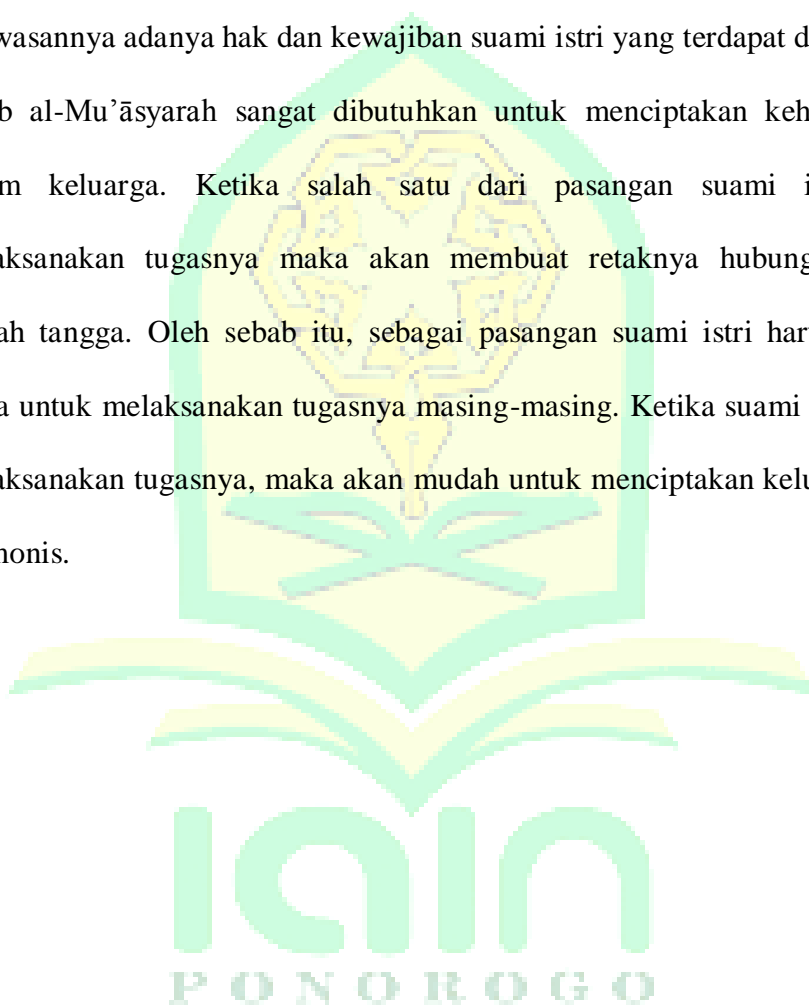 wasannya adanya hak dan kewajiban suami istri yang terdapat d
b al-Mu’āsyarah sangat dibutuhkan untuk menciptakan keh
m keluarga. Ketika salah satu dari pasangan suami i
aksanakan tugasnya maka akan membuat retaknya hubung
ah tangga. Oleh sebab itu, sebagai pasangan suami istri har
a untuk melaksanakan tugasnya masing-masing. Ketika suami
aksanakan tugasnya, maka akan mudah untuk menciptakan kelu
nonis.
iain
PONOROGO